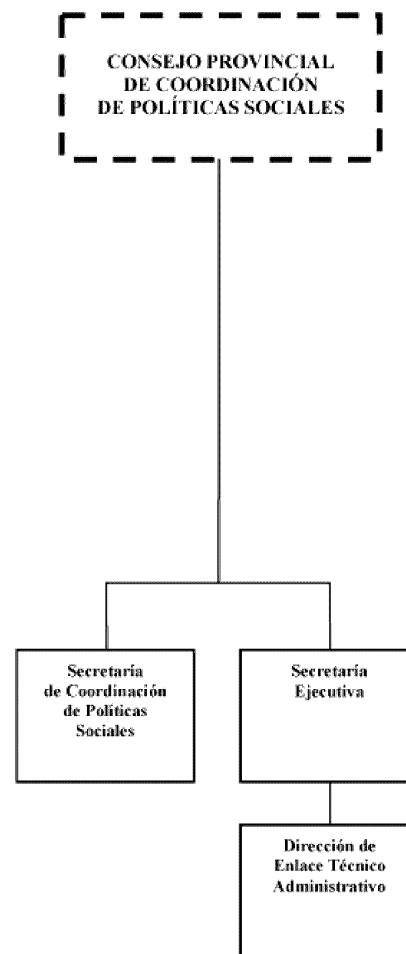 CONSEJO PROVINCIAL
DE COORDINACIÓN
DE POLÍTICAS SOCIALES
Secretaría
de Coordinación
de Políticas
Sociales
Secretaría
Ejecutiva
Dirección de
Enlace Técnico
Administrativo